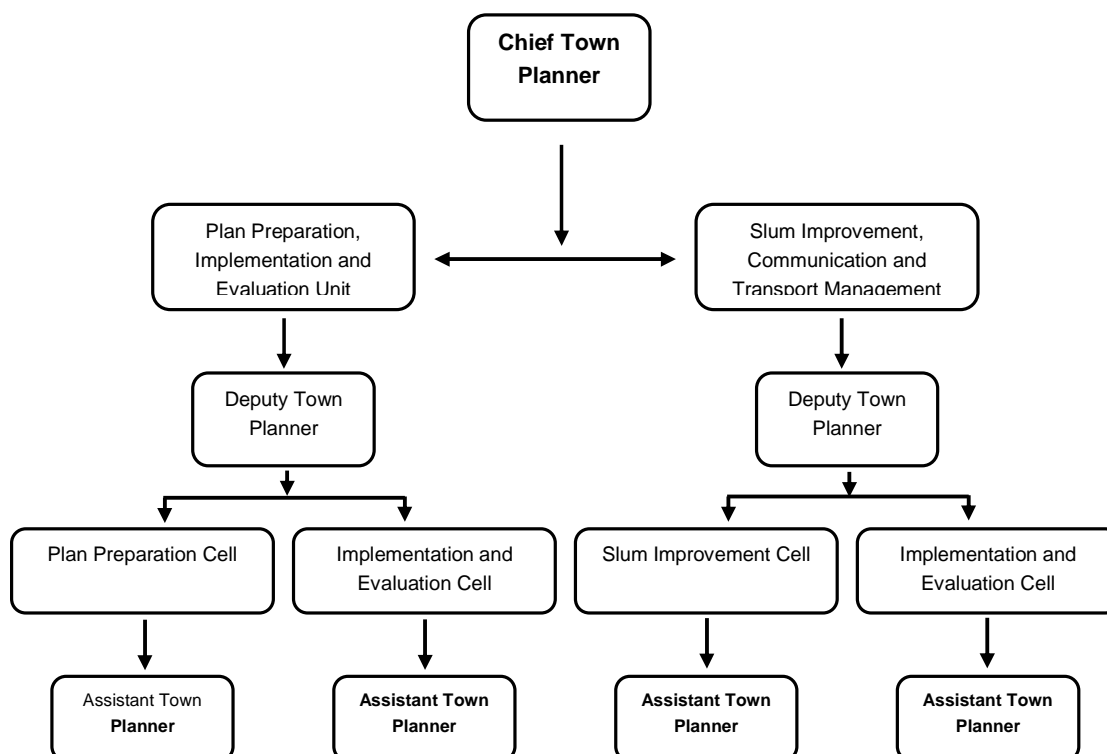 Chief Town
Planner
Plan Preparation,
Implementation and
Evaluation Unit
Slum Improvement,
Communication and
Transport Management
Deputy Town
Planner
Deputy Town
Planner
Plan Preparation Cell
Implementation and
Evaluation Cell
Slum Improvement Cell
Implementation and
Evaluation Cell
Assistant Town
Planner
Assistant Town
Planner
Assistant Town
Planner
Assistant Town
Planner